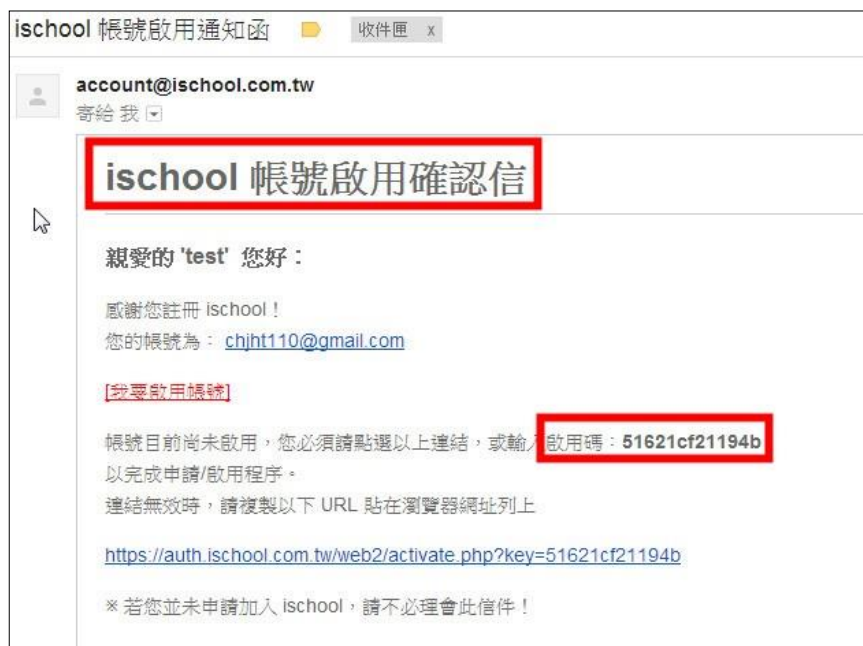 ischool 帳號啟用通知函 收件匣 x
account@ischool.com.tw
寄給 我
ischool 帳號啟用確認信
親愛的 'test' 您好：
感謝您註冊 ischool！
您的帳號為： chjht110@gmail.com
[我要啟用帳號]
帳號目前尚未啟用，您必須請點選以上連結，或輸入啟用碼：51621cf21194b
以完成申請/啟用程序。
連結無效時，請複製以下 URL 貼在瀏覽器網址列上
https://auth.ischool.com.tw/web2/activate.php?key=51621cf21194b
※ 若您並未申請加入 ischool，請不必理會此信件！